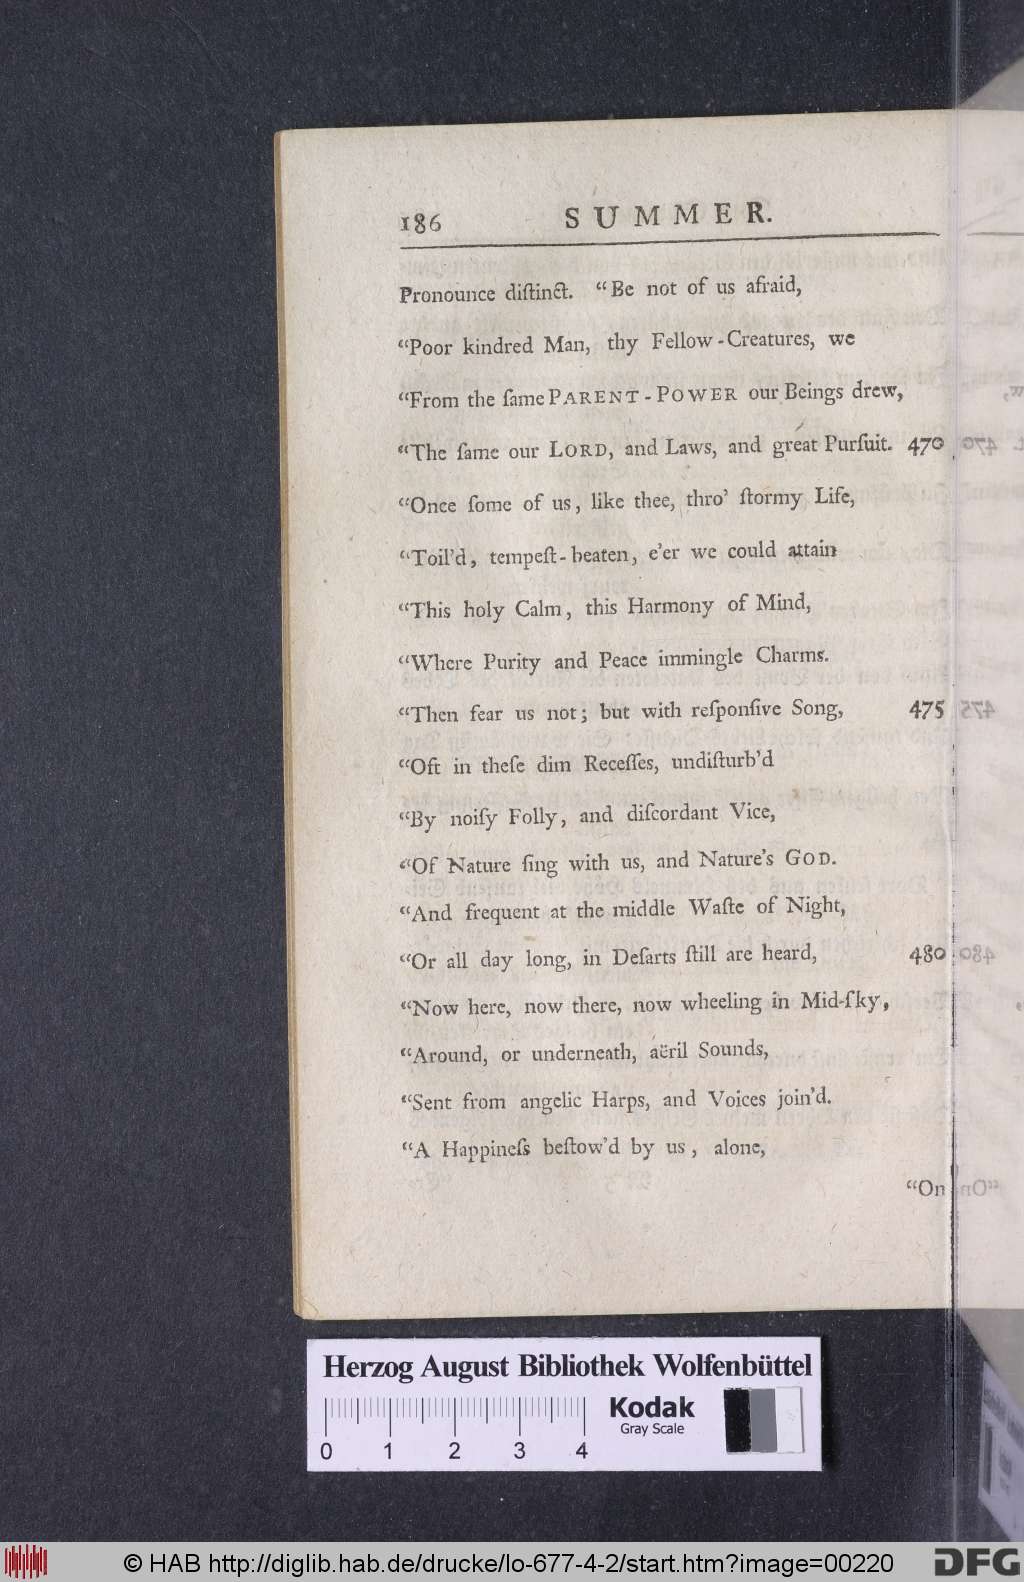 186 SUMMER.
Pronounce diſtinct. “Be not of us afraid,
“Poor kindred Man, thy Fellow-Creatures, we
“From the ſame PARENT-POWER our Beings drew,
“The ſame our LORD, and Laws, and great Purſuit. 470
“Once ſome of us, like thee, thro’ ſtormy Life,
“Toil’d, tempeſt-beaten, e’er we could attain
“This holy Calm, this Harmony of Mind,
“Where Purity and Peace immingle Charms.
“Then fear us not; but with reſponſive Song, 475
“Oft in theſe dim Receſſes, undiſturb’d
“By noiſy Folly, and diſcordant Vice,
“Of Nature ſing with us, and Nature’s GOD.
“And frequent at the middle Waſte of Night,
“Or all day long, in Deſarts ſtill are heard, 480
“Now here, now there, now wheeling in Mid-ſky,
“Around, or underneath, aëril Sounds,
“Sent from angelic Harps, and Voices join’d.
“A Happineſs beſtow’d by us, alone,
“On
Herzog August Bibliothek Wolfenbüttel
Kodak
Gray Scale
0 1 2 3 4
© HAB http://diglib.hab.de/drucke/lo-677-4-2/start.htm?image=00220
DFG